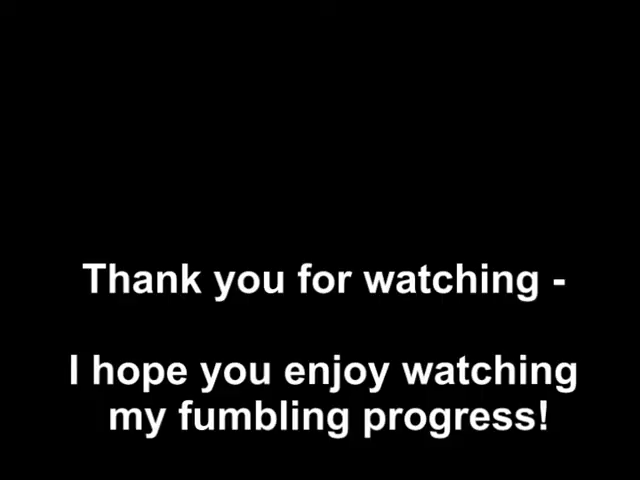 Thank you for watching -
I hope you enjoy watching
my fumbling progress!